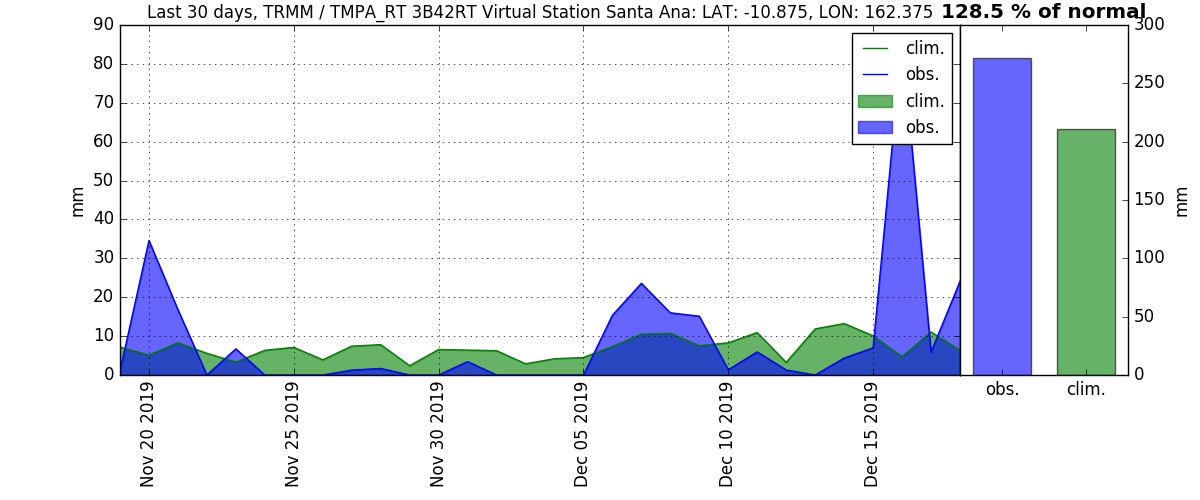 Last 30 days, TRMM / TMPA_RT 3B42RT Virtual Station Santa Ana: LAT: -10.875, LON: 162.375 128.5 % of normal
90
80
70
60
50
40
30
20
10
0
mm
clim.
obs.
clim.
obs.
300
250
200
150
100
50
0
mm
Nov 20 2019
Nov 25 2019
Nov 30 2019
Dec 05 2019
Dec 10 2019
Dec 15 2019
obs.
clim.